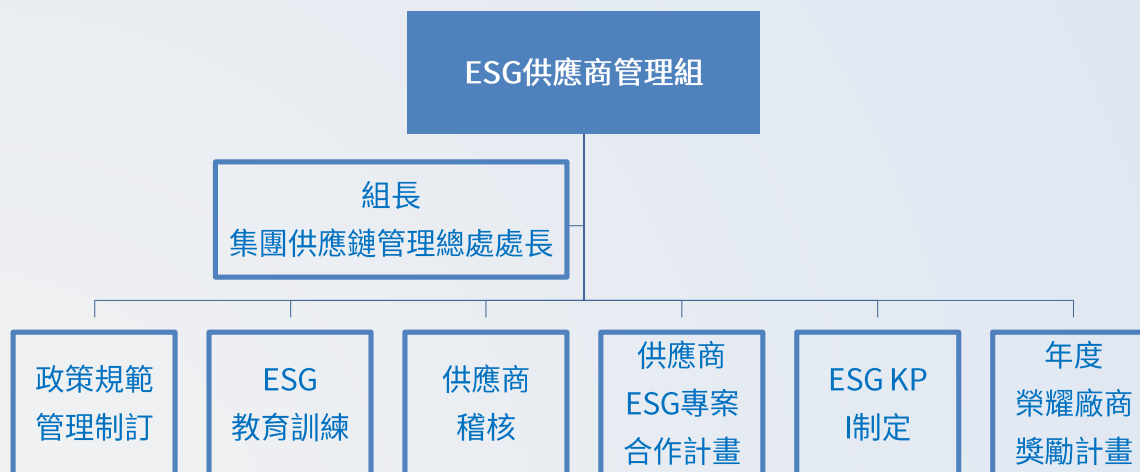 ESG供應商管理組
組長
集團供應鏈管理總處處長
政策規範
管理制訂
ESG
教育訓練
供應商
稽核
供應商
ESG專案
合作計畫
ESG KP
I制定
年度
榮耀廠商
獎勵計畫